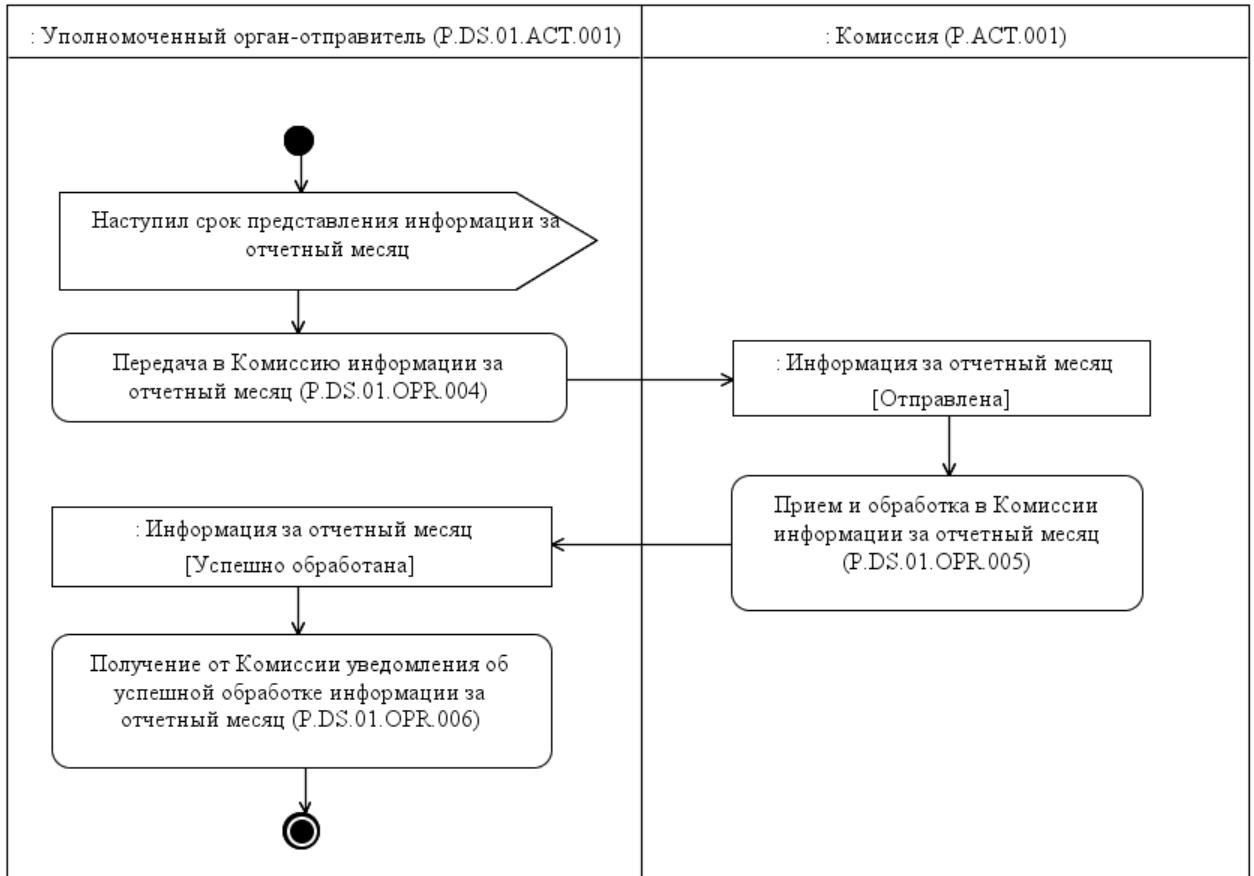 : Уполномоченный орган-отправитель (P.DS.01.ACT.001)
: Комиссия (P.ACT.001)
Наступил срок представления информации за
отчетный месяц
Передача в Комиссию информации за
отчетный месяц (P.DS.01.OPR.004)
: Информация за отчетный месяц
[Отправлена]
Прием и обработка в Комиссии
информации за отчетный месяц
(P.DS.01.OPR.005)
: Информация за отчетный месяц
[Успешно обработана]
Получение от Комиссии уведомления об
успешной обработке информации за
отчетный месяц (P.DS.01.OPR.006)